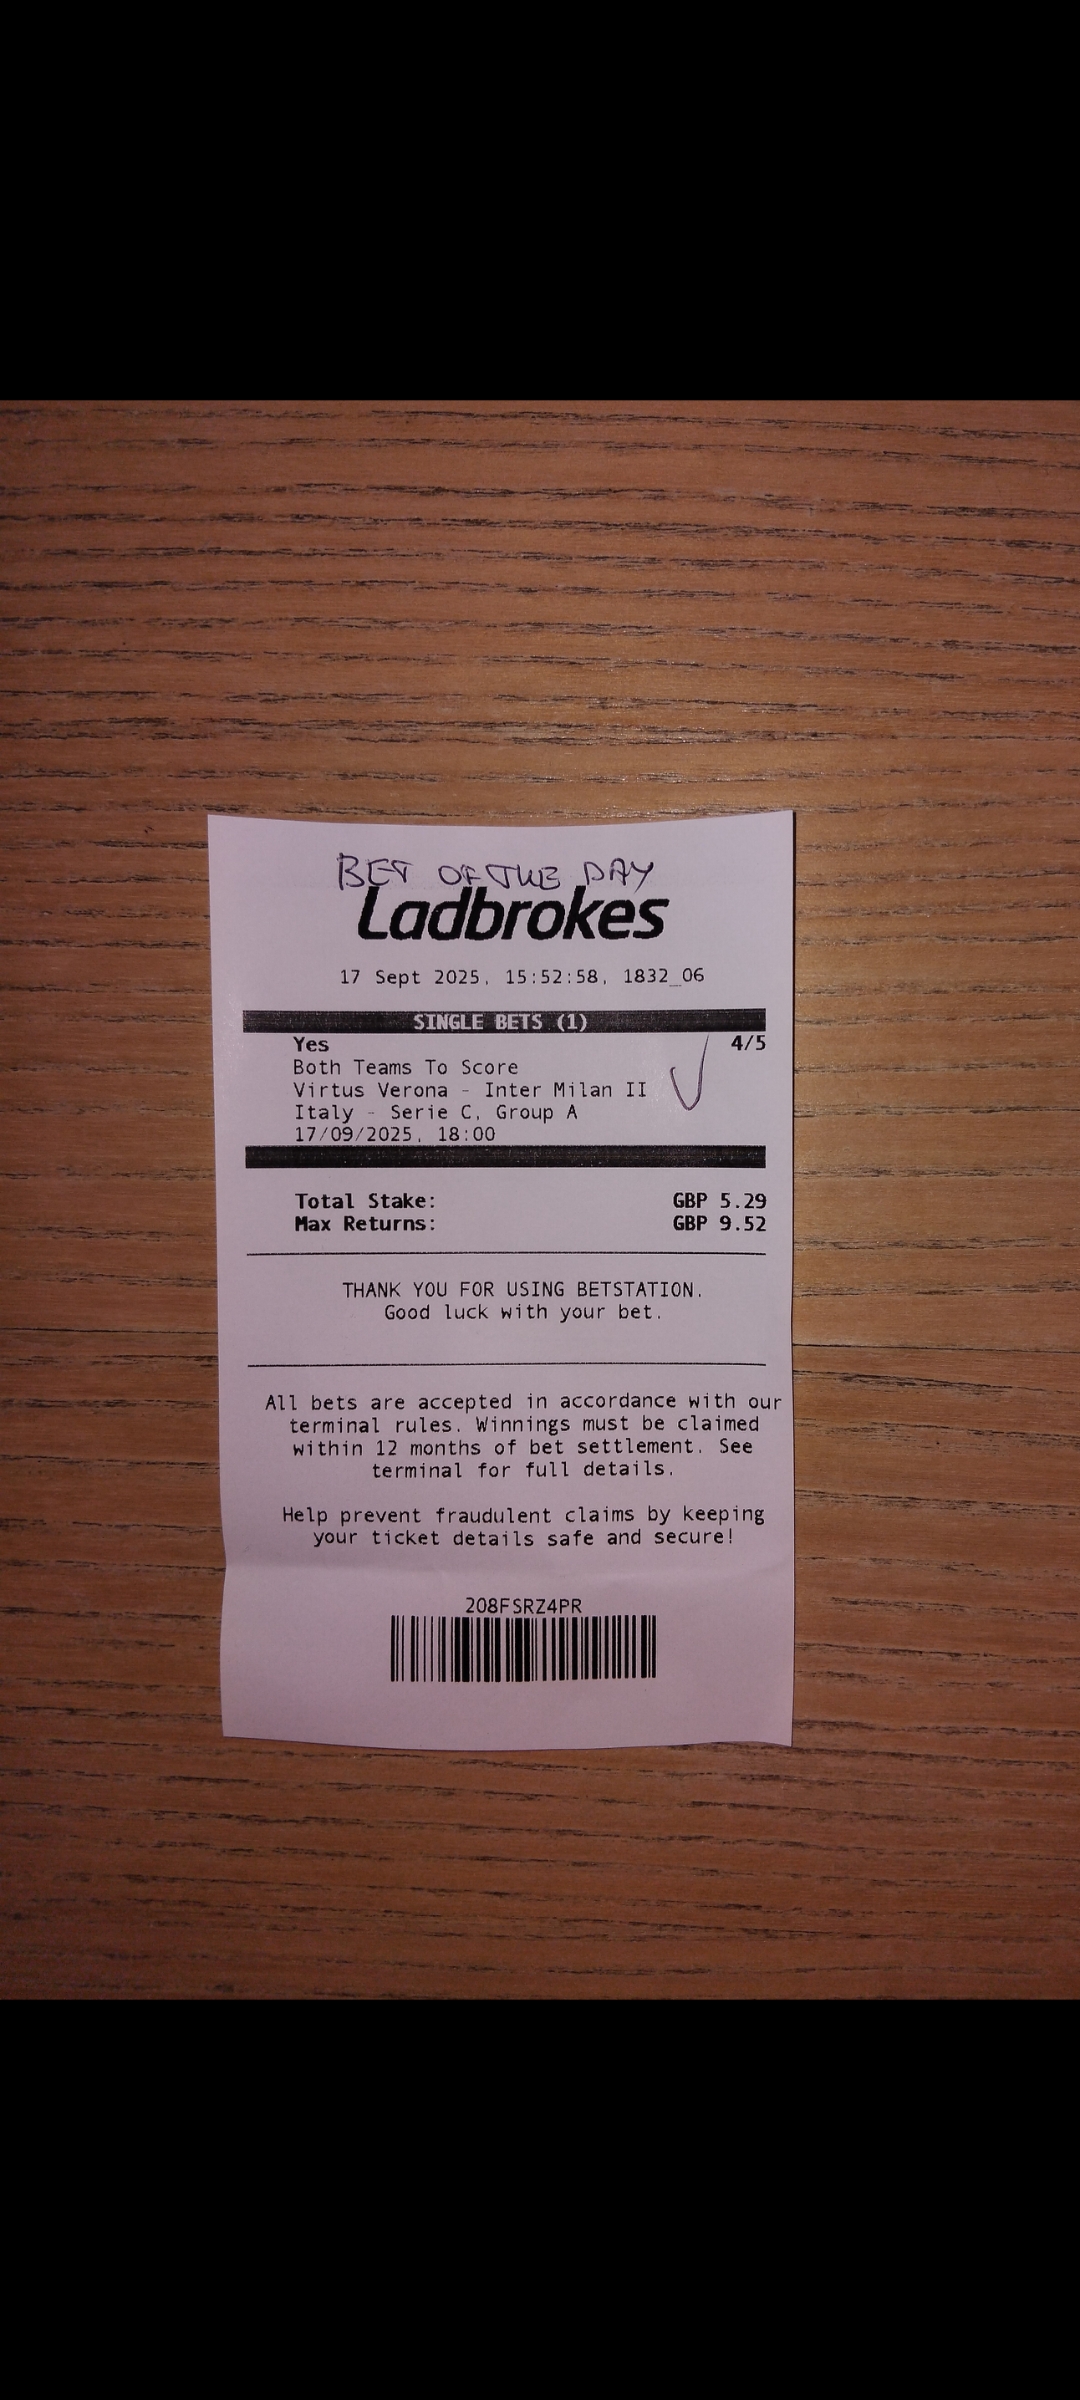 BET OF THE DAY
Ladbrokes
17 Sept 2025, 15:52:58, 1832_06
SINGLE BETS (1)
Yes 4/5
Both Teams To Score
Virtus Verona - Inter Milan II
Italy - Serie C, Group A
17/09/2025, 18:00
Total Stake: GBP 5.29
Max Returns: GBP 9.52
THANK YOU FOR USING BETSTATION.
Good luck with your bet.
All bets are accepted in accordance with our
terminal rules. Winnings must be claimed
within 12 months of bet settlement. See
terminal for full details.
Help prevent fraudulent claims by keeping
your ticket details safe and secure!
208FSRZ4PR